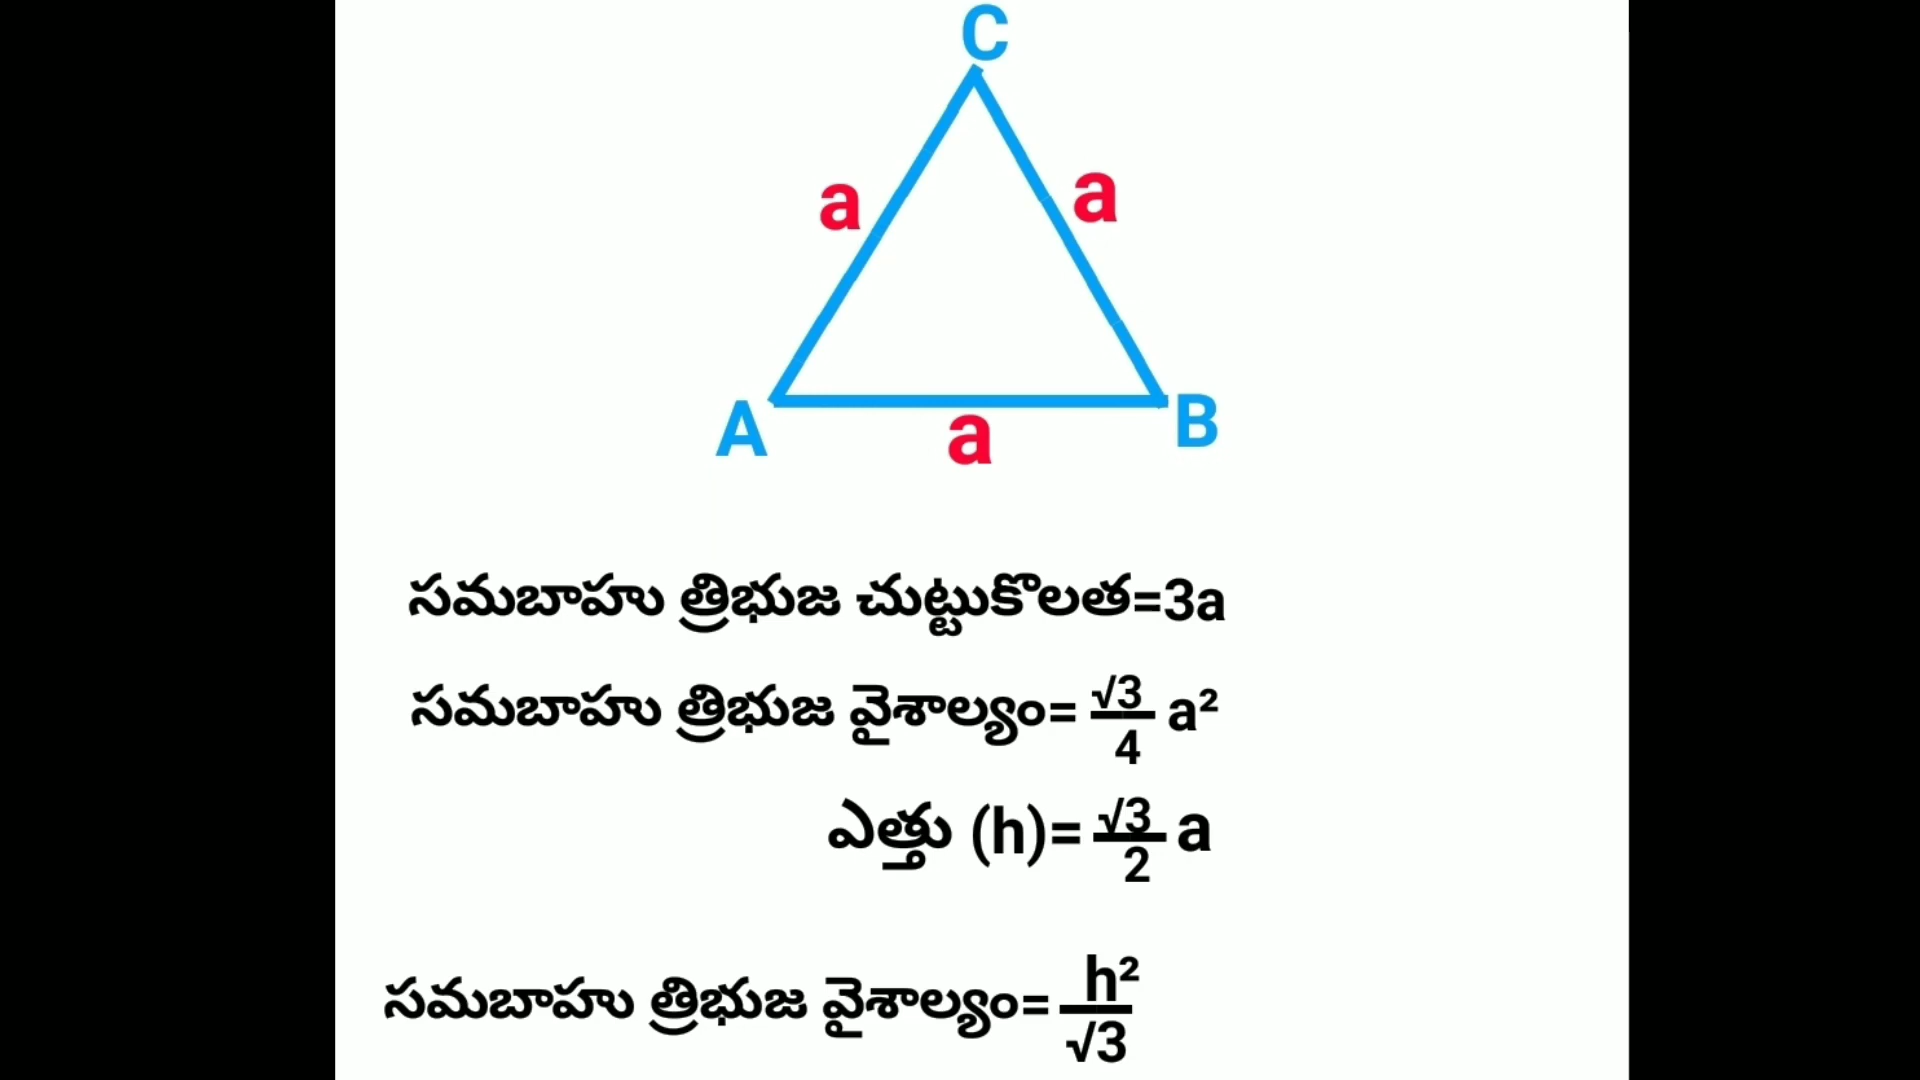 C
a a
A a B
సమబాహు త్రిభుజ చుట్టుకొలత=3a
సమబాహు త్రిభుజ వైశాల్యం= √3/4 a²
ఎత్తు (h)= √3/2 a
సమబాహు త్రిభుజ వైశాల్యం= h²/√3